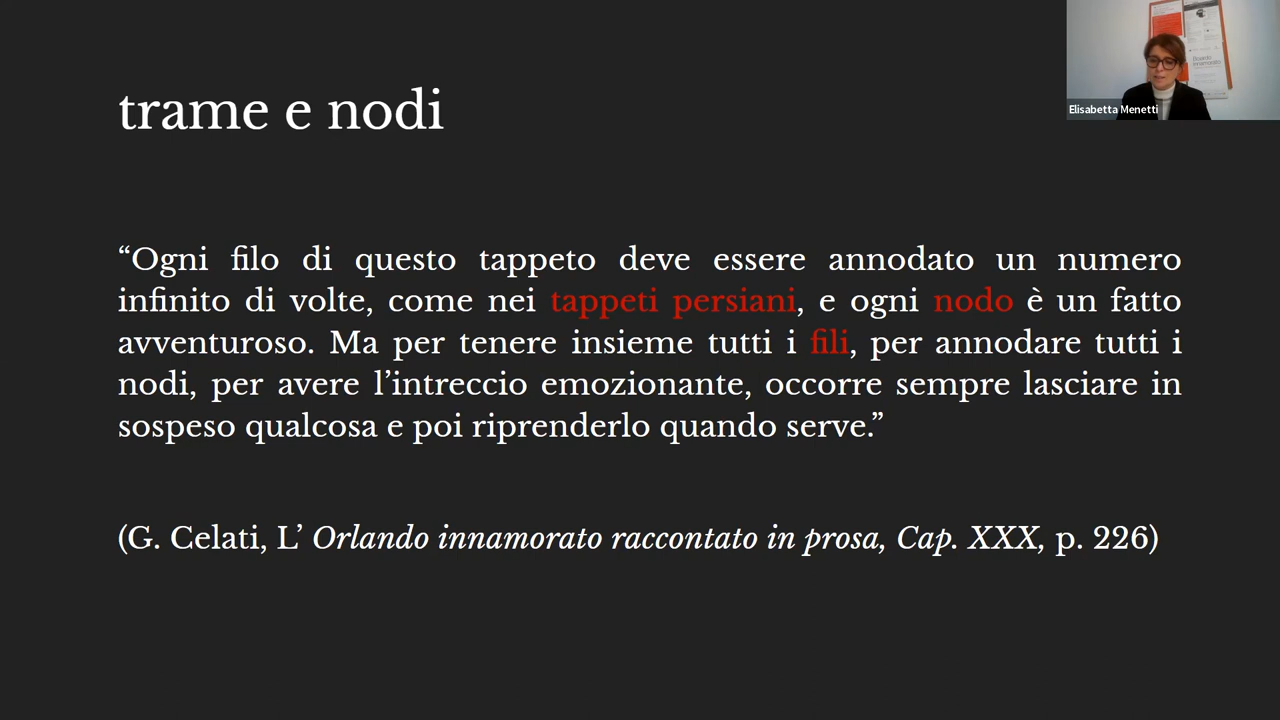 trame e nodi
“Ogni filo di questo tappeto deve essere annodato un numero
infinito di volte, come nei tappeti persiani, e ogni nodo è un fatto
avventuroso. Ma per tenere insieme tutti i fili, per annodare tutti i
nodi, per avere l’intreccio emozionante, occorre sempre lasciare in
sospeso qualcosa e poi riprenderlo quando serve.”
(G. Celati, L’ Orlando innamorato raccontato in prosa, Cap. XXX, p. 226)
Elisabetta Menetti